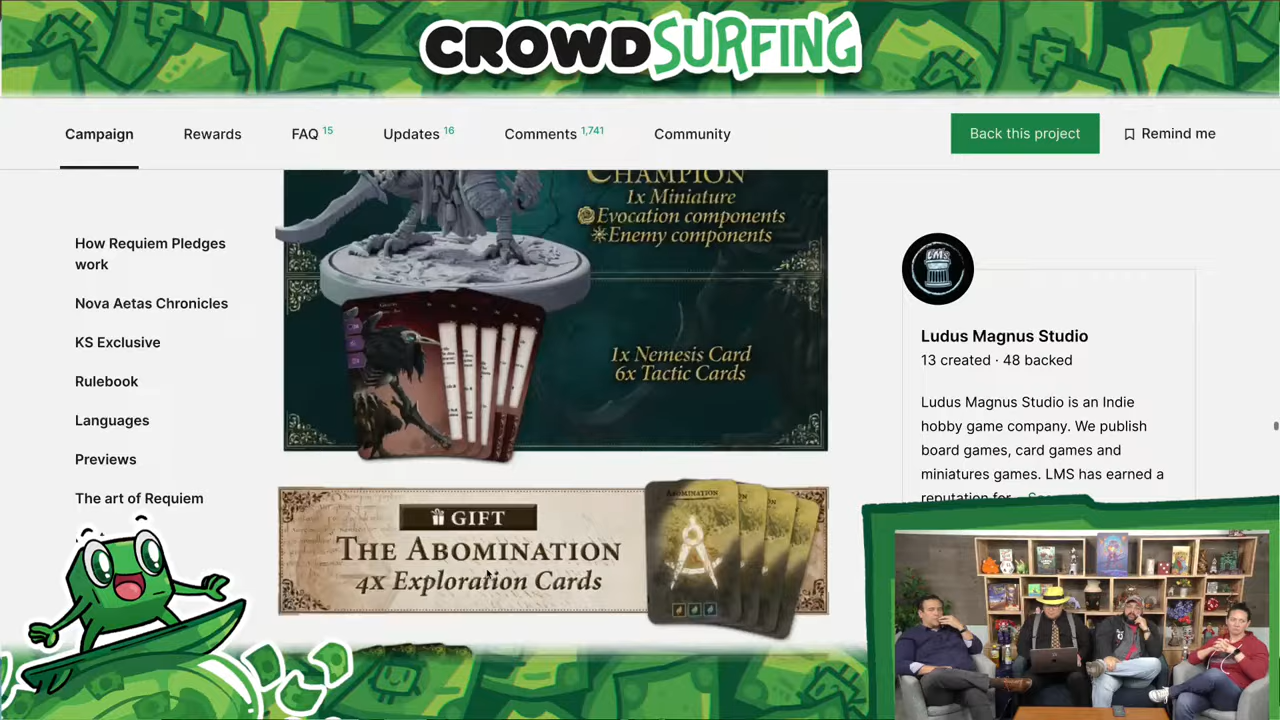 CROWDSURFING
Campaign
Rewards
FAQ 15
Updates 16
Comments 1,741
Community
Back this project
Remind me
How Requiem Pledges
work
Nova Aetas Chronicles
KS Exclusive
Rulebook
Languages
Previews
The art of Requiem
CHAMPION
1x Miniature
Evocation components
Enemy components
1x Nemesis Card
6x Tactic Cards
GIFT
THE ABOMINATION
4x Exploration Cards
ABOMINATION
LMS
Ludus Magnus Studio
13 created · 48 backed
Ludus Magnus Studio is an Indie
hobby game company. We publish
board games, card games and
miniatures games. LMS has earned a
reputation for...